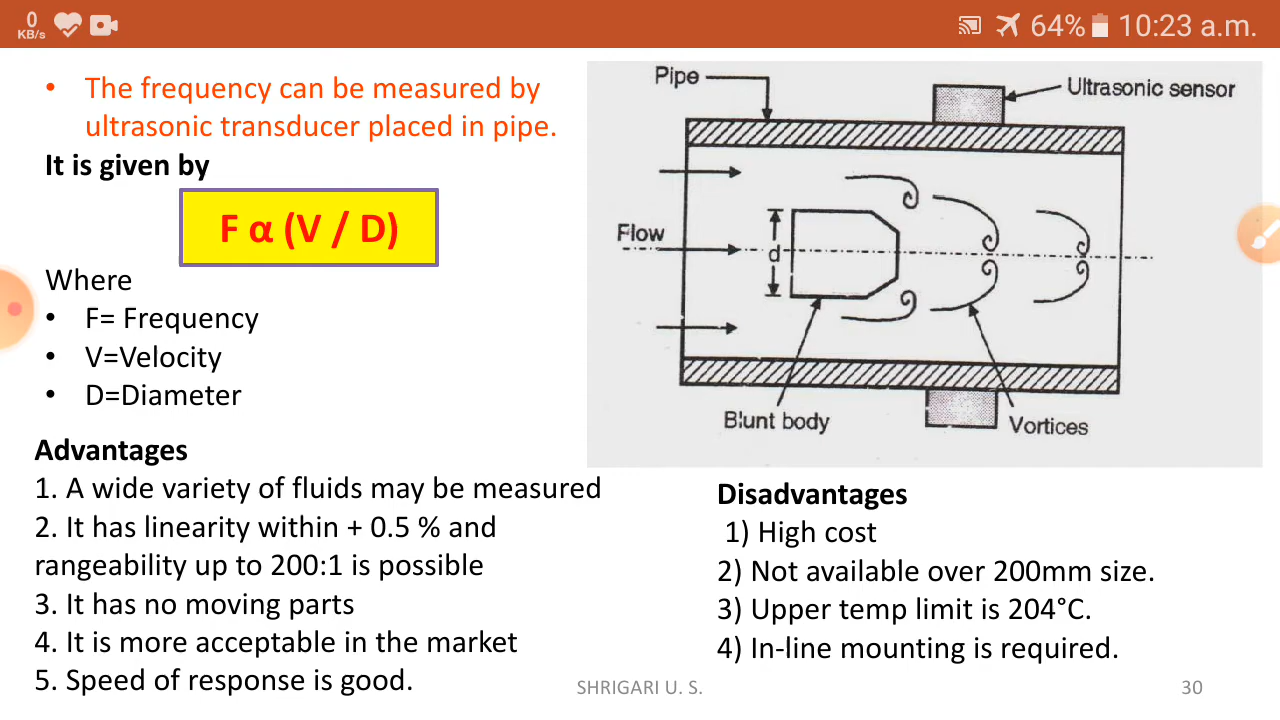 0
KB/s
64% 10:23 a.m.
• The frequency can be measured by
ultrasonic transducer placed in pipe.
It is given by
F α (V / D)
Where
• F= Frequency
• V=Velocity
• D=Diameter
Advantages
1. A wide variety of fluids may be measured
2. It has linearity within + 0.5 % and
rangeability up to 200:1 is possible
3. It has no moving parts
4. It is more acceptable in the market
5. Speed of response is good.
Pipe
Ultrasonic sensor
Flow
d
Blunt body
Vortices
Disadvantages
1) High cost
2) Not available over 200mm size.
3) Upper temp limit is 204°C.
4) In-line mounting is required.
SHRIGARI U. S.
30